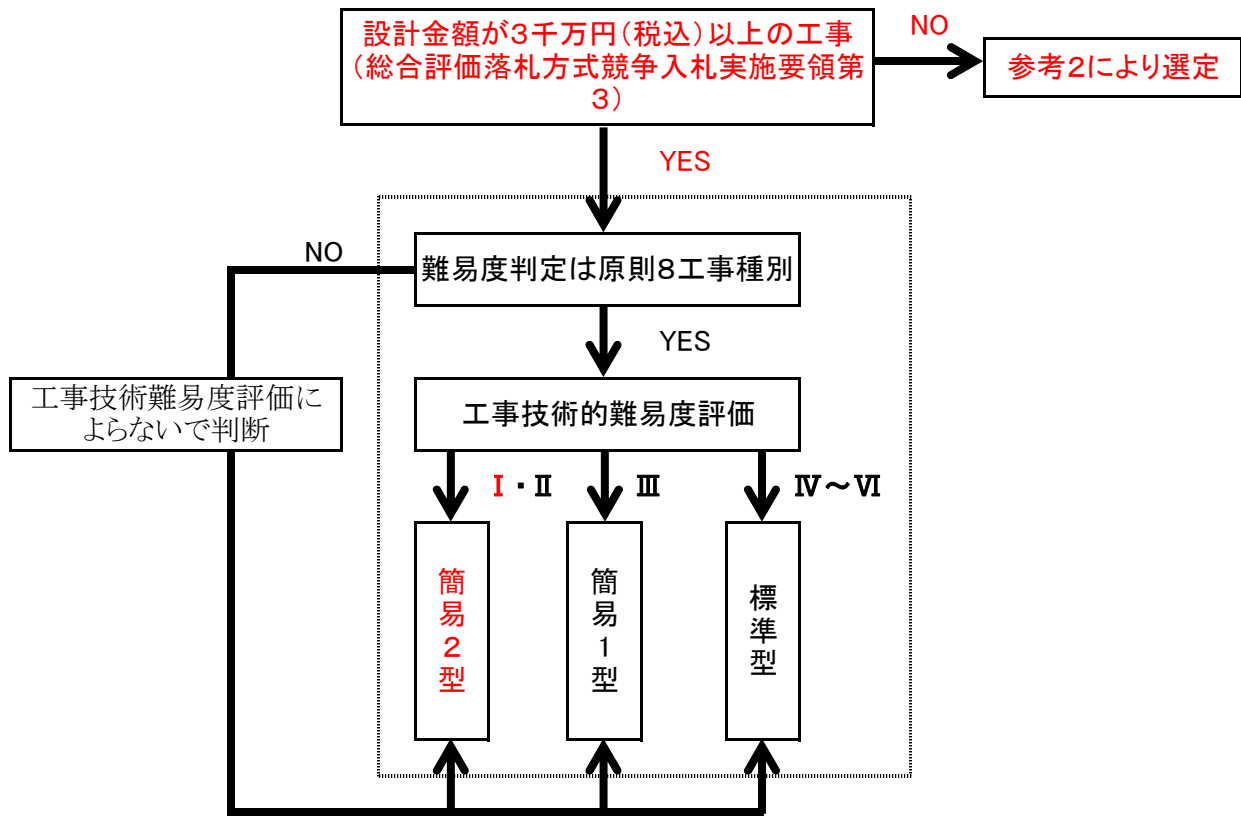 設計金額が3千万円(税込)以上の工事
(総合評価落札方式競争入札実施要領第
3)
NO
参考2により選定
YES
NO
難易度判定は原則8工事種別
YES
工事技術難易度評価に
よらないで判断
工事技術的難易度評価
Ⅰ・Ⅱ
Ⅲ
Ⅳ～Ⅵ
簡易2型
簡易1型
標準型